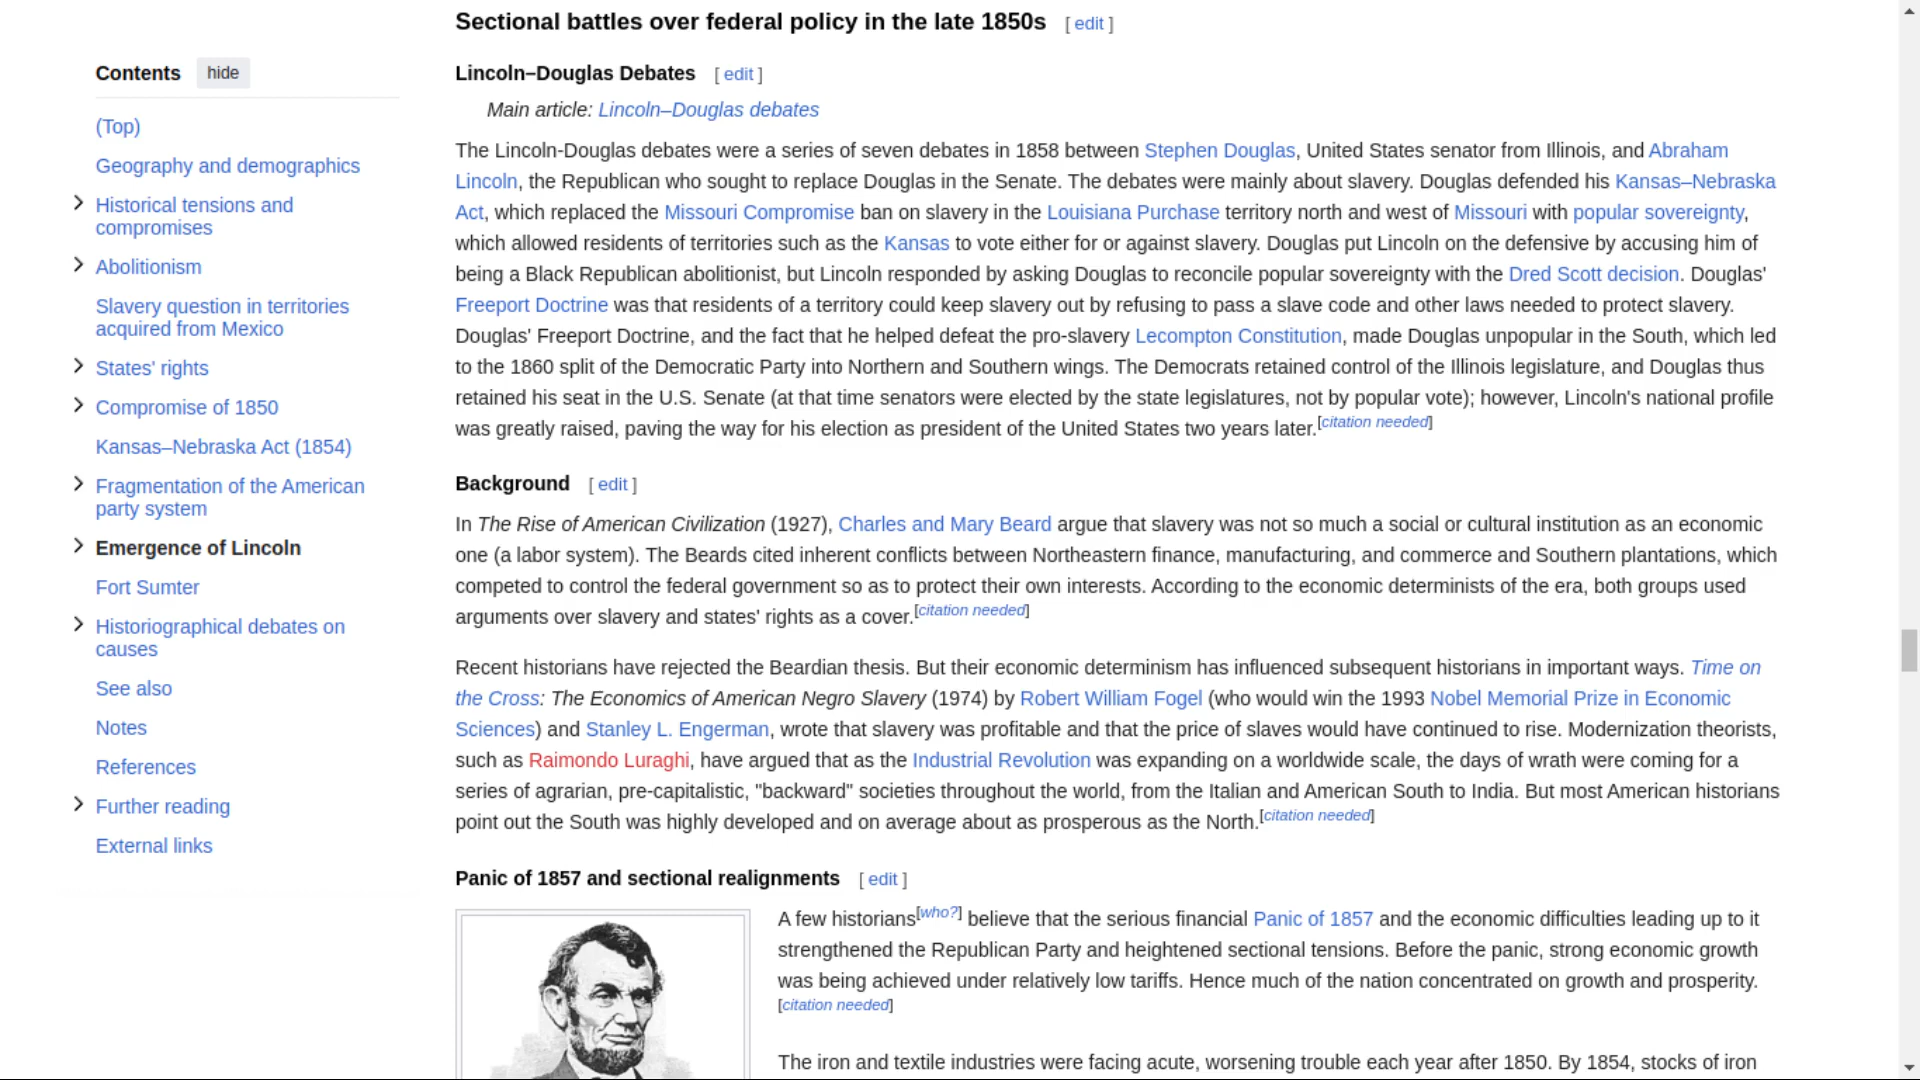 Sectional battles over federal policy in the late 1850s [ edit ]
Contents hide
(Top)
Geography and demographics
Historical tensions and
compromises
Abolitionism
Slavery question in territories
acquired from Mexico
States' rights
Compromise of 1850
Kansas–Nebraska Act (1854)
Fragmentation of the American
party system
Emergence of Lincoln
Fort Sumter
Historiographical debates on
causes
See also
Notes
References
Further reading
External links
Lincoln–Douglas Debates [ edit ]
Main article: Lincoln–Douglas debates
The Lincoln-Douglas debates were a series of seven debates in 1858 between Stephen Douglas, United States senator from Illinois, and Abraham
Lincoln, the Republican who sought to replace Douglas in the Senate. The debates were mainly about slavery. Douglas defended his Kansas–Nebraska
Act, which replaced the Missouri Compromise ban on slavery in the Louisiana Purchase territory north and west of Missouri with popular sovereignty,
which allowed residents of territories such as the Kansas to vote either for or against slavery. Douglas put Lincoln on the defensive by accusing him of
being a Black Republican abolitionist, but Lincoln responded by asking Douglas to reconcile popular sovereignty with the Dred Scott decision. Douglas'
Freeport Doctrine was that residents of a territory could keep slavery out by refusing to pass a slave code and other laws needed to protect slavery.
Douglas' Freeport Doctrine, and the fact that he helped defeat the pro-slavery Lecompton Constitution, made Douglas unpopular in the South, which led
to the 1860 split of the Democratic Party into Northern and Southern wings. The Democrats retained control of the Illinois legislature, and Douglas thus
retained his seat in the U.S. Senate (at that time senators were elected by the state legislatures, not by popular vote); however, Lincoln's national profile
was greatly raised, paving the way for his election as president of the United States two years later.[citation needed]
Background [ edit ]
In The Rise of American Civilization (1927), Charles and Mary Beard argue that slavery was not so much a social or cultural institution as an economic
one (a labor system). The Beards cited inherent conflicts between Northeastern finance, manufacturing, and commerce and Southern plantations, which
competed to control the federal government so as to protect their own interests. According to the economic determinists of the era, both groups used
arguments over slavery and states' rights as a cover.[citation needed]
Recent historians have rejected the Beardian thesis. But their economic determinism has influenced subsequent historians in important ways. Time on
the Cross: The Economics of American Negro Slavery (1974) by Robert William Fogel (who would win the 1993 Nobel Memorial Prize in Economic
Sciences) and Stanley L. Engerman, wrote that slavery was profitable and that the price of slaves would have continued to rise. Modernization theorists,
such as Raimondo Luraghi, have argued that as the Industrial Revolution was expanding on a worldwide scale, the days of wrath were coming for a
series of agrarian, pre-capitalistic, "backward" societies throughout the world, from the Italian and American South to India. But most American historians
point out the South was highly developed and on average about as prosperous as the North.[citation needed]
Panic of 1857 and sectional realignments [ edit ]
A few historians[who?] believe that the serious financial Panic of 1857 and the economic difficulties leading up to it
strengthened the Republican Party and heightened sectional tensions. Before the panic, strong economic growth
was being achieved under relatively low tariffs. Hence much of the nation concentrated on growth and prosperity.
[citation needed]
The iron and textile industries were facing acute, worsening trouble each year after 1850. By 1854, stocks of iron